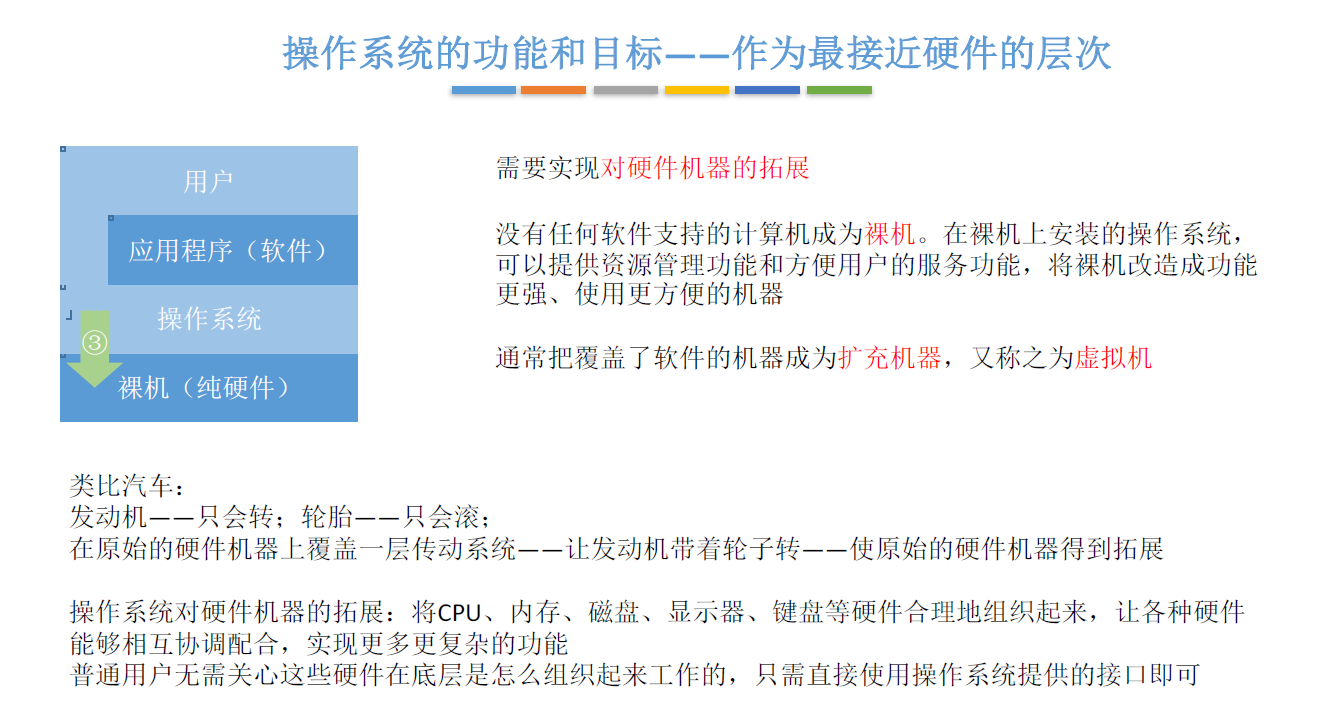 操作系统的功能和目标——作为最接近硬件的层次
用户
应用程序（软件）
操作系统
③
裸机（纯硬件）
需要实现对硬件机器的拓展
没有任何软件支持的计算机成为裸机。在裸机上安装的操作系统，
可以提供资源管理功能和方便用户的服务功能，将裸机改造成功能
更强、使用更方便的机器
通常把覆盖了软件的机器成为扩充机器，又称之为虚拟机
类比汽车：
发动机——只会转；轮胎——只会滚；
在原始的硬件机器上覆盖一层传动系统——让发动机带着轮子转——使原始的硬件机器得到拓展
操作系统对硬件机器的拓展：将CPU、内存、磁盘、显示器、键盘等硬件合理地组织起来，让各种硬件
能够相互协调配合，实现更多更复杂的功能
普通用户无需关心这些硬件在底层是怎么组织起来工作的，只需直接使用操作系统提供的接口即可